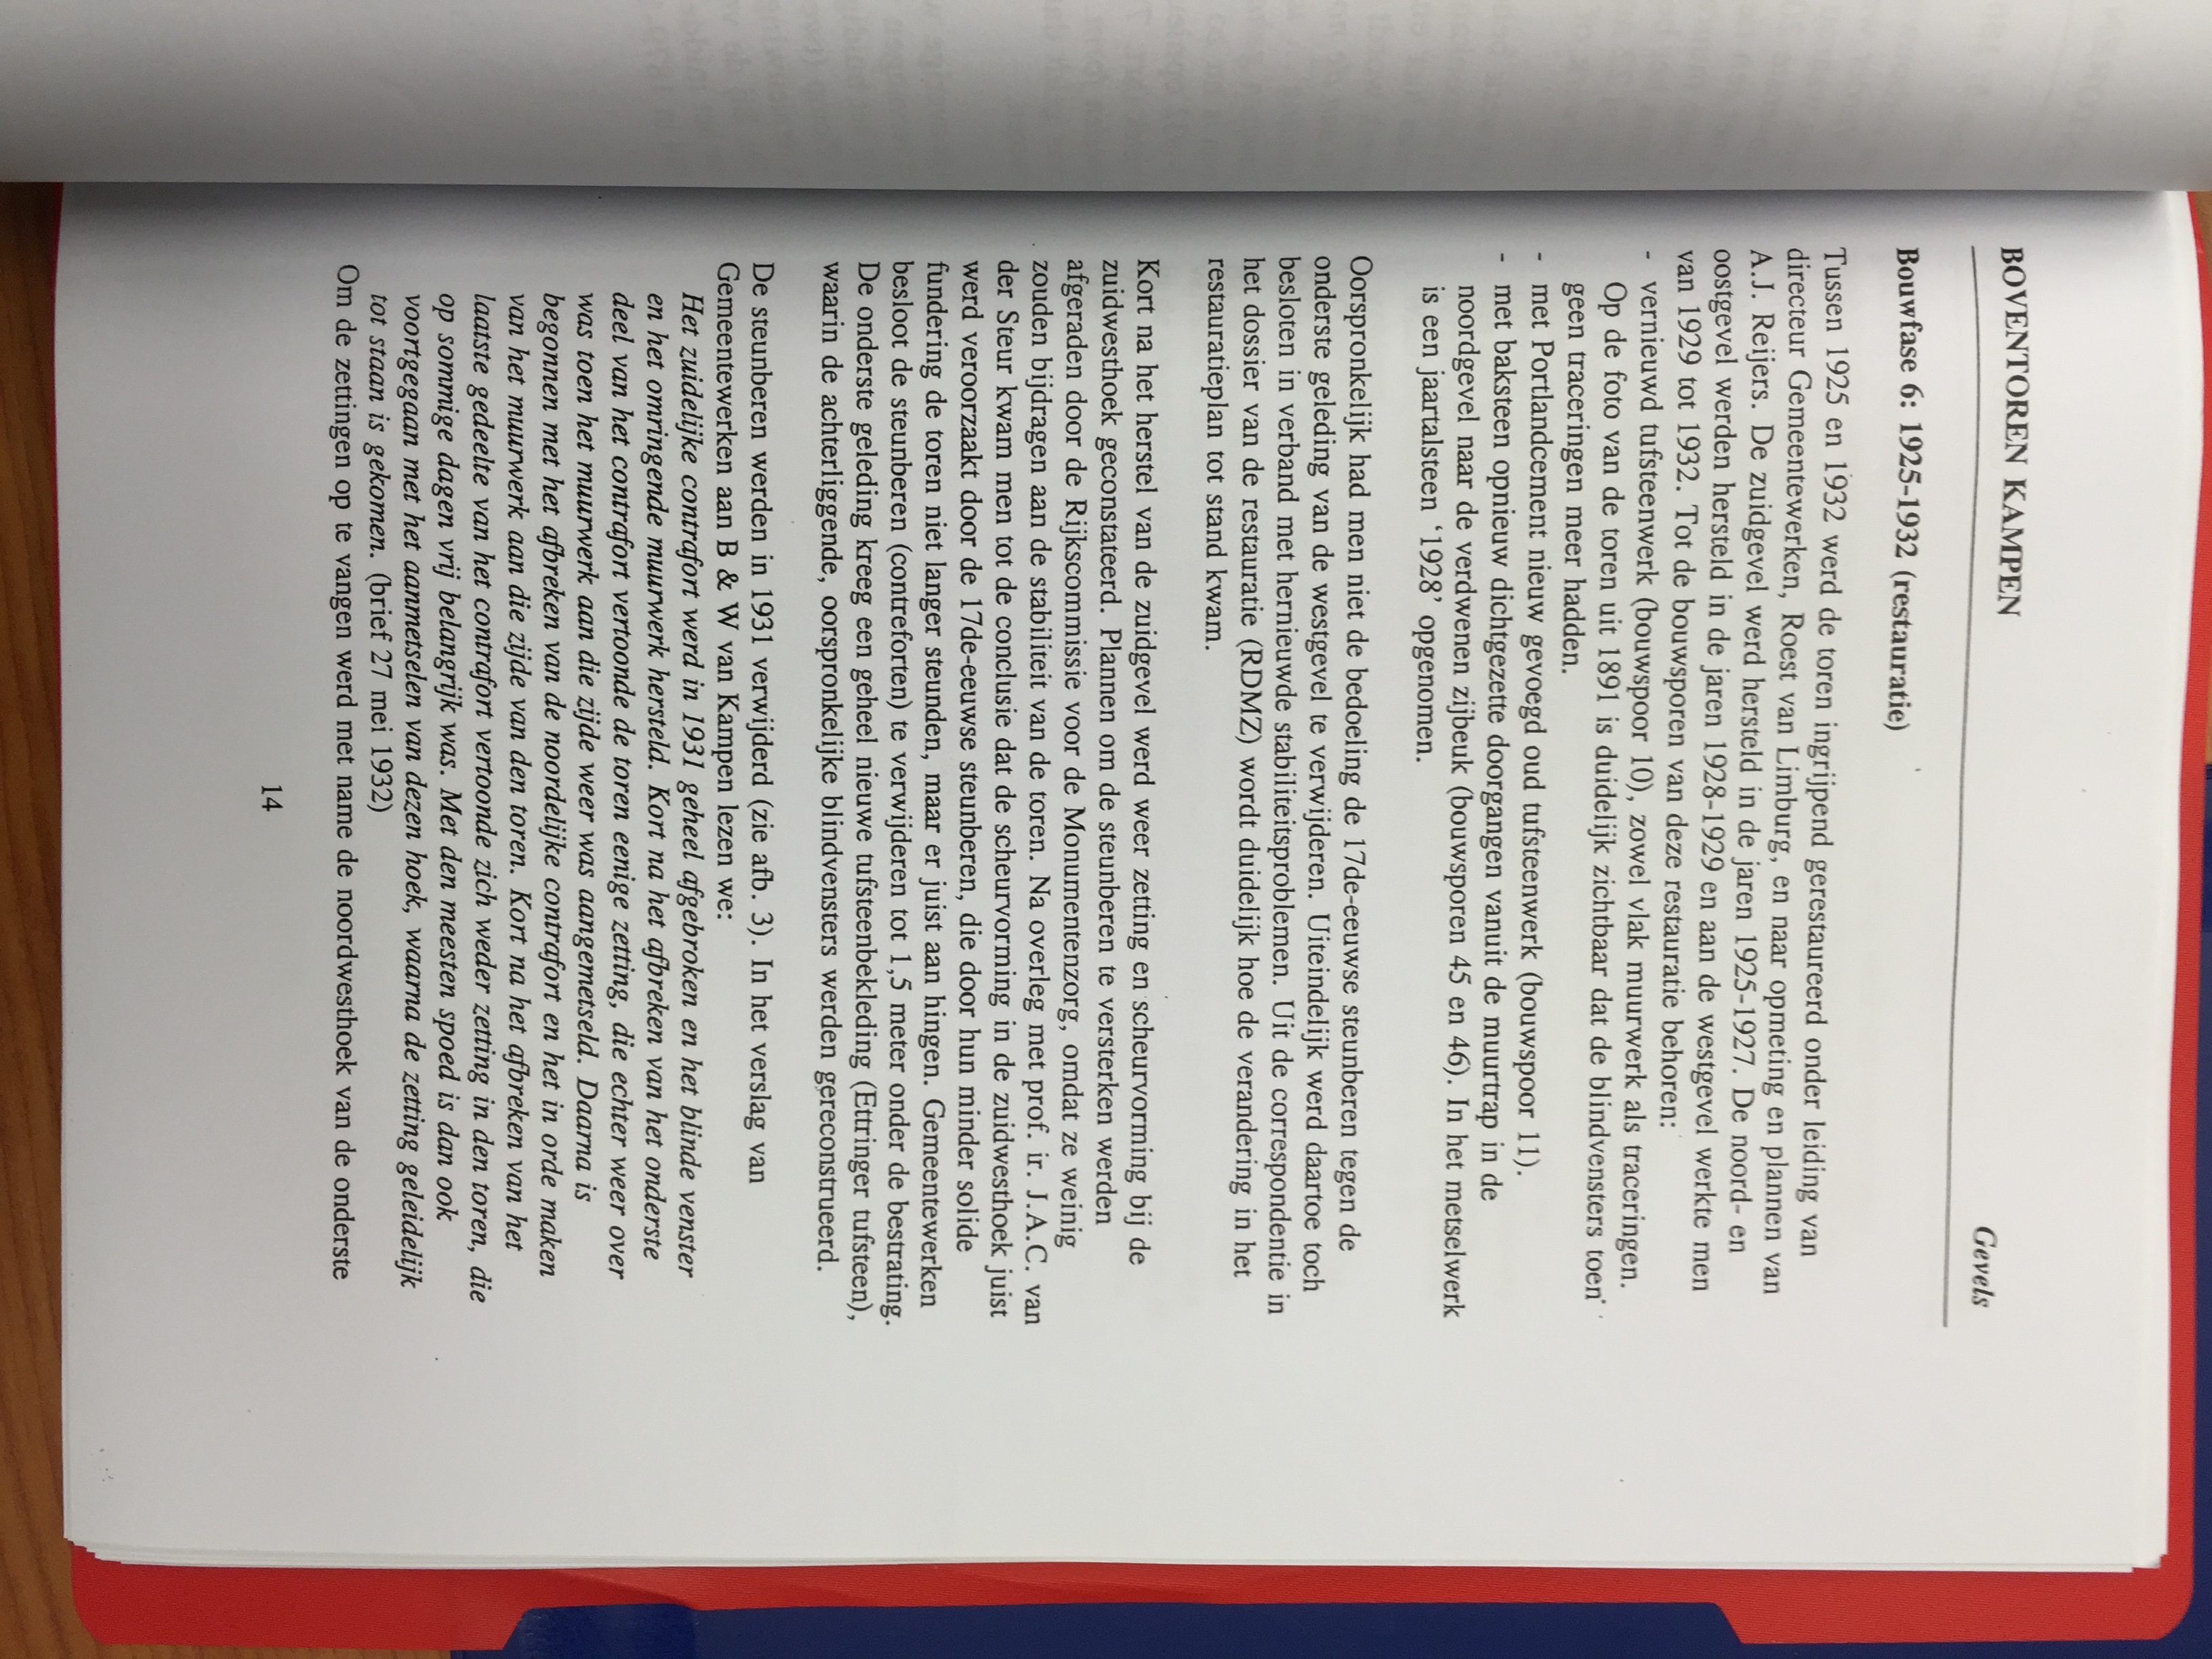 BOVENTOREN KAMPEN
Gevels
Bouwfase 6: 1925-1932 (restauratie)
Tussen 1925 en 1932 werd de toren ingrijpend gerestaureerd onder leiding van
directeur Gemeentewerken, Roest van Limburg, en naar opmeting en plannen van
A.J. Reijers. De zuidgevel werd hersteld in de jaren 1925-1927. De noord- en
oostgevel werden hersteld in de jaren 1928-1929 en aan de westgevel werkte men
van 1929 tot 1932. Tot de bouwsporen van deze restauratie behoren:
- vernieuwd tufsteenwerk (bouwspoor 10), zowel vlak muurwerk als traceringen.
Op de foto van de toren uit 1891 is duidelijk zichtbaar dat de blindvensters toen
geen traceringen meer hadden.
- met Portlandcement nieuw gevoegd oud tufsteenwerk (bouwspoor 11).
- met baksteen opnieuw dichtgezette doorgangen vanuit de muurtrap in de
noordgevel naar de verdwenen zijbeuk (bouwsporen 45 en 46). In het metselwerk
is een jaartalsteen ‘1928’ opgenomen.
Oorspronkelijk had men niet de bedoeling de 17de-eeuwse steunberen tegen de
onderste geleding van de westgevel te verwijderen. Uiteindelijk werd daartoe toch
besloten in verband met hernieuwde stabiliteitsproblemen. Uit de correspondentie in
het dossier van de restauratie (RDMZ) wordt duidelijk hoe de verandering in het
restauratieplan tot stand kwam.
Kort na het herstel van de zuidgevel werd weer zetting en scheurvorming bij de
zuidwesthoek geconstateerd. Plannen om de steunberen te versterken werden
afgeraden door de Rijkscommissie voor de Monumentenzorg, omdat ze weinig
zouden bijdragen aan de stabiliteit van de toren. Na overleg met prof. ir. J.A.C. van
der Steur kwam men tot de conclusie dat de scheurvorming in de zuidwesthoek juist
werd veroorzaakt door de 17de-eeuwse steunberen, die door hun minder solide
fundering de toren niet langer steunden, maar er juist aan hingen. Gemeentewerken
besloot de steunberen (contreforten) te verwijderen tot 1,5 meter onder de bestrating.
De onderste geleding kreeg een geheel nieuwe tufsteenbekleding (Ettringer tufsteen),
waarin de achterliggende, oorspronkelijke blindvensters werden gereconstrueerd.
De steunberen werden in 1931 verwijderd (zie afb. 3). In het verslag van
Gemeentewerken aan B & W van Kampen lezen we:
Het zuidelijke contrafort werd in 1931 geheel afgebroken en het blinde venster
en het omringende muurwerk hersteld. Kort na het afbreken van het onderste
deel van het contrafort vertoonde de toren eenige zetting, die echter weer over
was toen het muurwerk aan die zijde weer was aangemetseld. Daarna is
begonnen met het afbreken van de noordelijke contrafort en het in orde maken
van het muurwerk aan die zijde van den toren. Kort na het afbreken van het
laatste gedeelte van het contrafort vertoonde zich weder zetting in den toren, die
op sommige dagen vrij belangrijk was. Met den meesten spoed is dan ook
voortgegaan met het aanmetselen van dezen hoek, waarna de zetting geleidelijk
tot staan is gekomen. (brief 27 mei 1932)
Om de zettingen op te vangen werd met name de noordwesthoek van de onderste
14